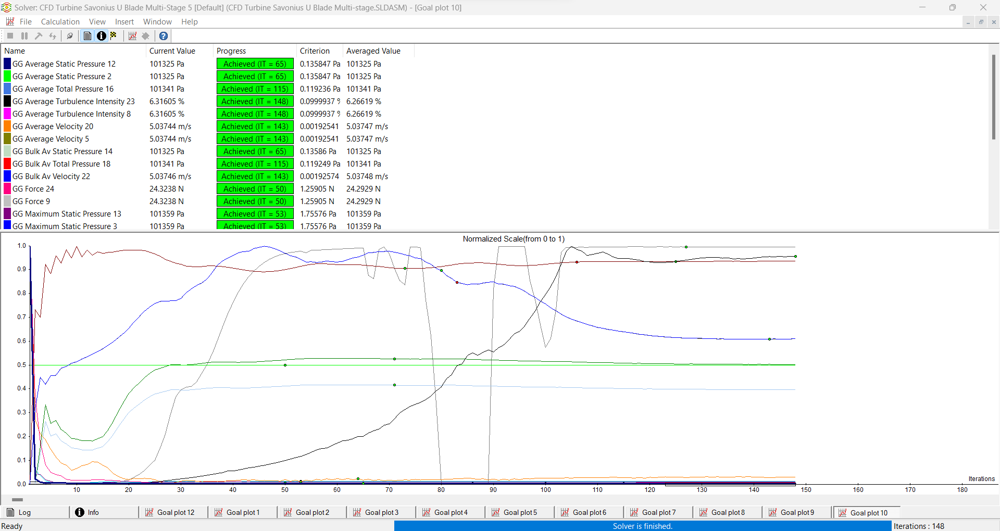 Solver: CFD Turbine Savonius U Blade Multi-Stage 5 [Default] (CFD Turbine Savonius U Blade Multi-stage.SLDASM) - [Goal plot 10]
File Calculation View Insert Window Help
Name Current Value Progress Criterion Averaged Value
GG Average Static Pressure 12 101325 Pa Achieved (IT = 65) 0.135847 Pa 101325 Pa
GG Average Static Pressure 2 101325 Pa Achieved (IT = 65) 0.135847 Pa 101325 Pa
GG Average Total Pressure 16 101341 Pa Achieved (IT = 115) 0.119236 Pa 101341 Pa
GG Average Turbulence Intensity 23 6.31605 % Achieved (IT = 148) 0.0999937 % 6.26619 %
GG Average Turbulence Intensity 8 6.31605 % Achieved (IT = 148) 0.0999937 % 6.26619 %
GG Average Velocity 20 5.03744 m/s Achieved (IT = 143) 0.00192541 5.03747 m/s
GG Average Velocity 5 5.03744 m/s Achieved (IT = 143) 0.00192541 5.03747 m/s
GG Bulk Av Static Pressure 14 101325 Pa Achieved (IT = 65) 0.13586 Pa 101325 Pa
GG Bulk Av Total Pressure 18 101341 Pa Achieved (IT = 115) 0.119249 Pa 101341 Pa
GG Bulk Av Velocity 22 5.03746 m/s Achieved (IT = 143) 0.00192574 5.03748 m/s
GG Force 24 24.3238 N Achieved (IT = 50) 1.25905 N 24.2929 N
GG Force 9 24.3238 N Achieved (IT = 50) 1.25905 N 24.2929 N
GG Maximum Static Pressure 13 101359 Pa Achieved (IT = 53) 1.75576 Pa 101359 Pa
GG Maximum Static Pressure 3 101359 Pa Achieved (IT = 53) 1.75576 Pa 101359 Pa
Normalized Scale(from 0 to 1)
1.0
0.9
0.8
0.7
0.6
0.5
0.4
0.3
0.2
0.1
0.0
Iterations
10 20 30 40 50 60 70 80 90 100 110 120 130 140 150 160 170 180
Log Info Goal plot 12 Goal plot 1 Goal plot 2 Goal plot 3 Goal plot 4 Goal plot 5 Goal plot 6 Goal plot 7 Goal plot 8 Goal plot 9 Goal plot 10
Ready Solver is finished. Iterations : 148